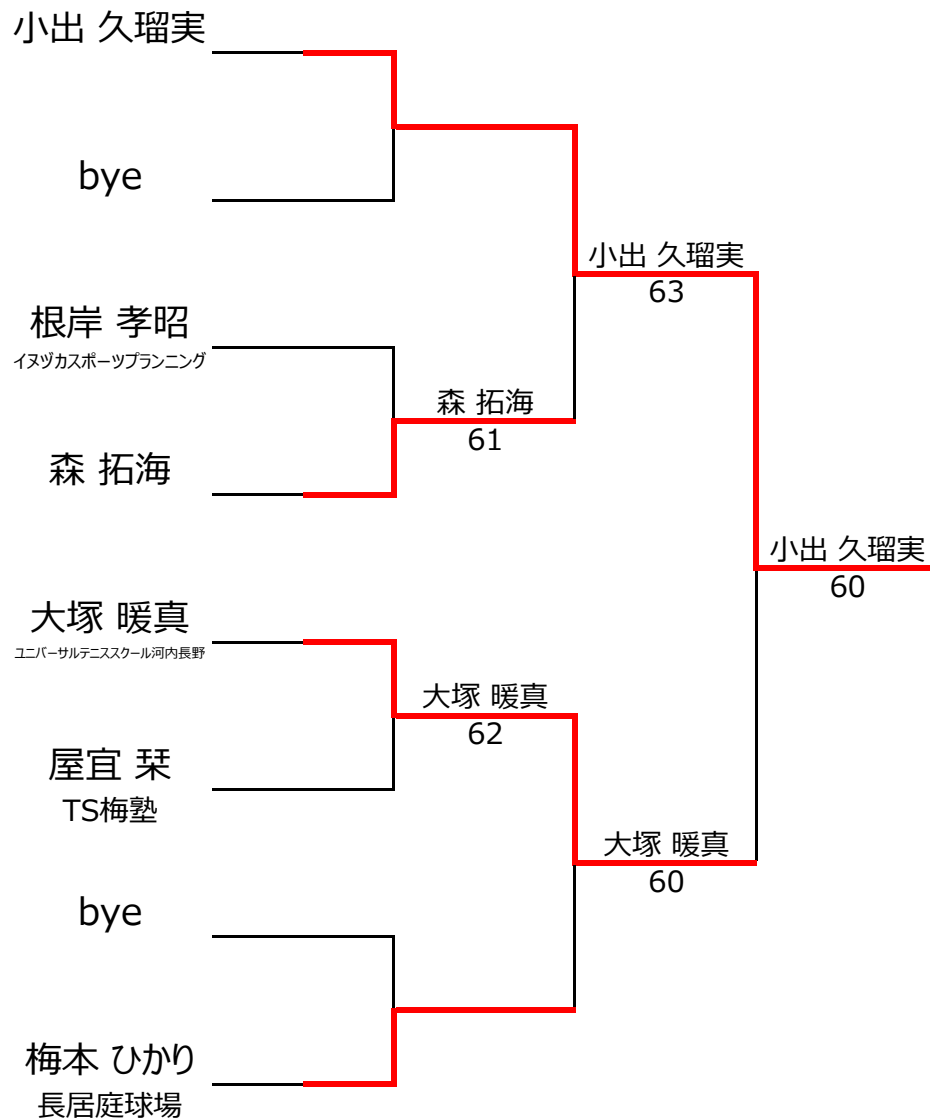 小出 久瑠実
bye
小出 久瑠実
63
根岸 孝昭
イヌヅカスポーツプランニング
森 拓海
61
森 拓海
小出 久瑠実
60
大塚 暖真
ユニバーサルテニススクール河内長野
大塚 暖真
62
屋宜 栞
TS梅塾
大塚 暖真
60
bye
梅本 ひかり
長居庭球場